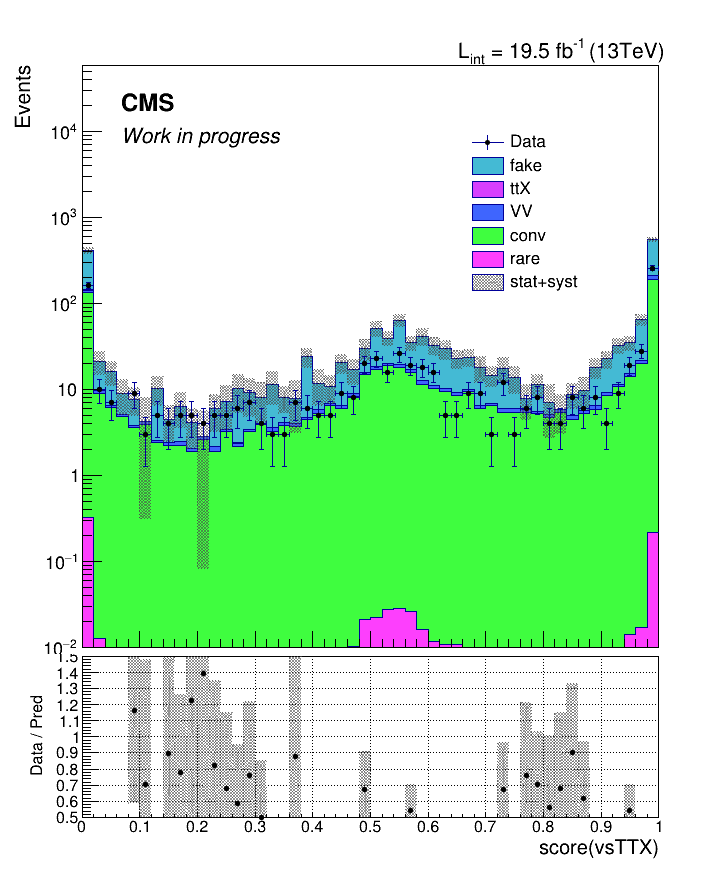 L_int = 19.5 fb^-1 (13TeV)
Events
CMS
Work in progress
Data
fake
ttX
VV
conv
rare
stat+syst
10^4
10^3
10^2
10
1
10^-1
10^-2
Data / Pred
1.5
1.4
1.3
1.2
1.1
1
0.9
0.8
0.7
0.6
0.5
0 0.1 0.2 0.3 0.4 0.5 0.6 0.7 0.8 0.9 1
score(vsTTX)